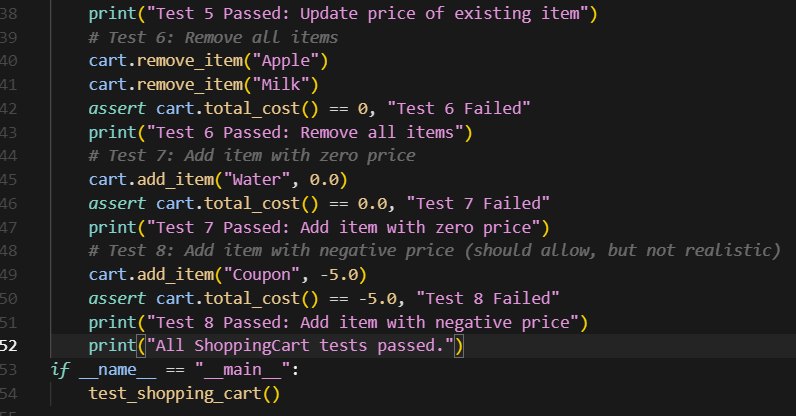 38 print("Test 5 Passed: Update price of existing item")
39 # Test 6: Remove all items
40 cart.remove_item("Apple")
41 cart.remove_item("Milk")
42 assert cart.total_cost() == 0, "Test 6 Failed"
43 print("Test 6 Passed: Remove all items")
44 # Test 7: Add item with zero price
45 cart.add_item("Water", 0.0)
46 assert cart.total_cost() == 0.0, "Test 7 Failed"
47 print("Test 7 Passed: Add item with zero price")
48 # Test 8: Add item with negative price (should allow, but not realistic)
49 cart.add_item("Coupon", -5.0)
50 assert cart.total_cost() == -5.0, "Test 8 Failed"
51 print("Test 8 Passed: Add item with negative price")
52 print("All ShoppingCart tests passed.")
53 if __name__ == "__main__":
54 test_shopping_cart()